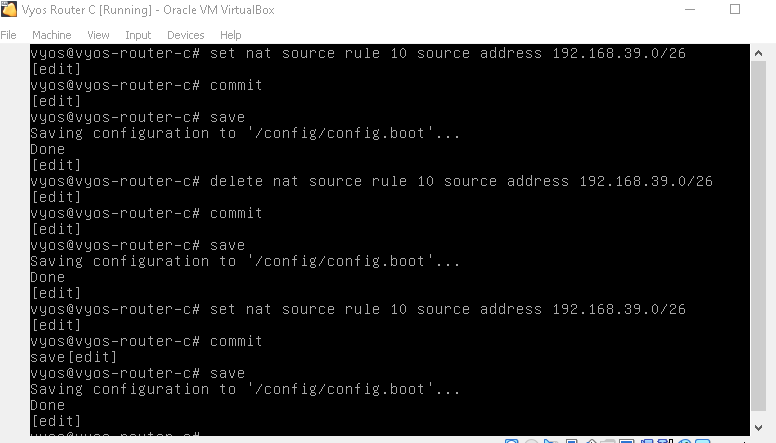 Vyos Router C [Running] - Oracle VM VirtualBox
File Machine View Input Devices Help
vyos@vyos-router-c# set nat source rule 10 source address 192.168.39.0/26
[edit]
vyos@vyos-router-c# commit
[edit]
vyos@vyos-router-c# save
Saving configuration to '/config/config.boot'...
Done
[edit]
vyos@vyos-router-c# delete nat source rule 10 source address 192.168.39.0/26
[edit]
vyos@vyos-router-c# commit
[edit]
vyos@vyos-router-c# save
Saving configuration to '/config/config.boot'...
Done
[edit]
vyos@vyos-router-c# set nat source rule 10 source address 192.168.39.0/26
[edit]
vyos@vyos-router-c# commit
save[edit]
vyos@vyos-router-c# save
Saving configuration to '/config/config.boot'...
Done
[edit]
vyos@vyos-router-c#